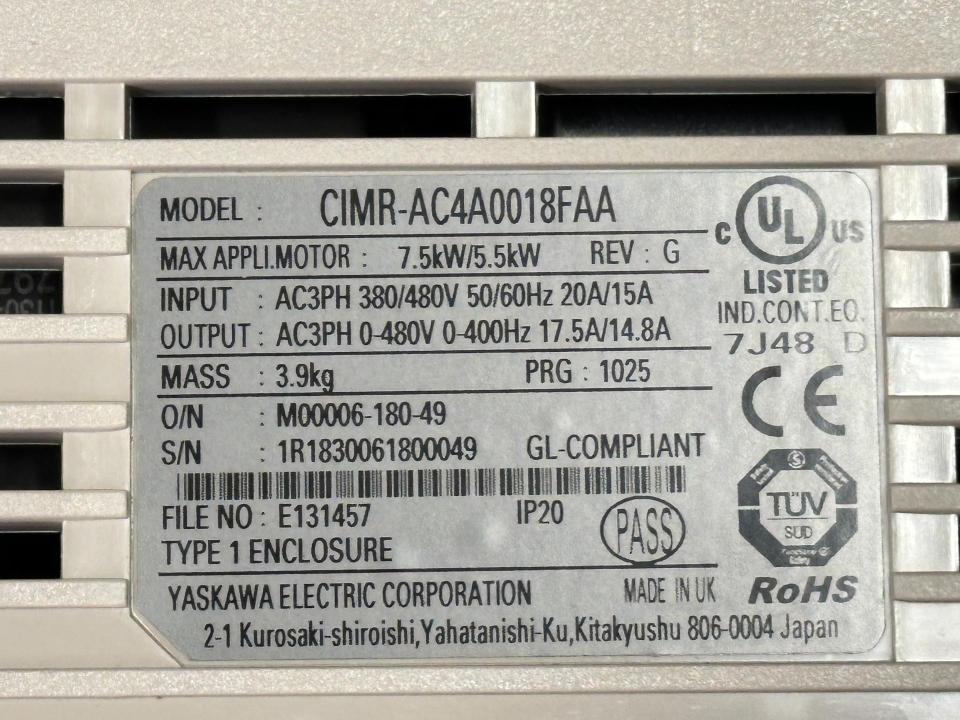 MODEL : CIMR-AC4A0018FAA
MAX APPLI.MOTOR : 7.5kW/5.5kW REV : G
INPUT : AC3PH 380/480V 50/60Hz 20A/15A
OUTPUT : AC3PH 0-480V 0-400Hz 17.5A/14.8A
MASS : 3.9kg PRG : 1025
O/N : M00006-180-49
S/N : 1R1830061800049 GL-COMPLIANT
FILE NO : E131457 IP20 PASS
TYPE 1 ENCLOSURE
YASKAWA ELECTRIC CORPORATION MADE IN UK
2-1 Kurosaki-shiroishi,Yahatanishi-Ku,Kitakyushu 806-0004 Japan
C UL US
LISTED
IND.CONT.EQ.
7J48 D
CE
TÜV
SÜD
RoHS